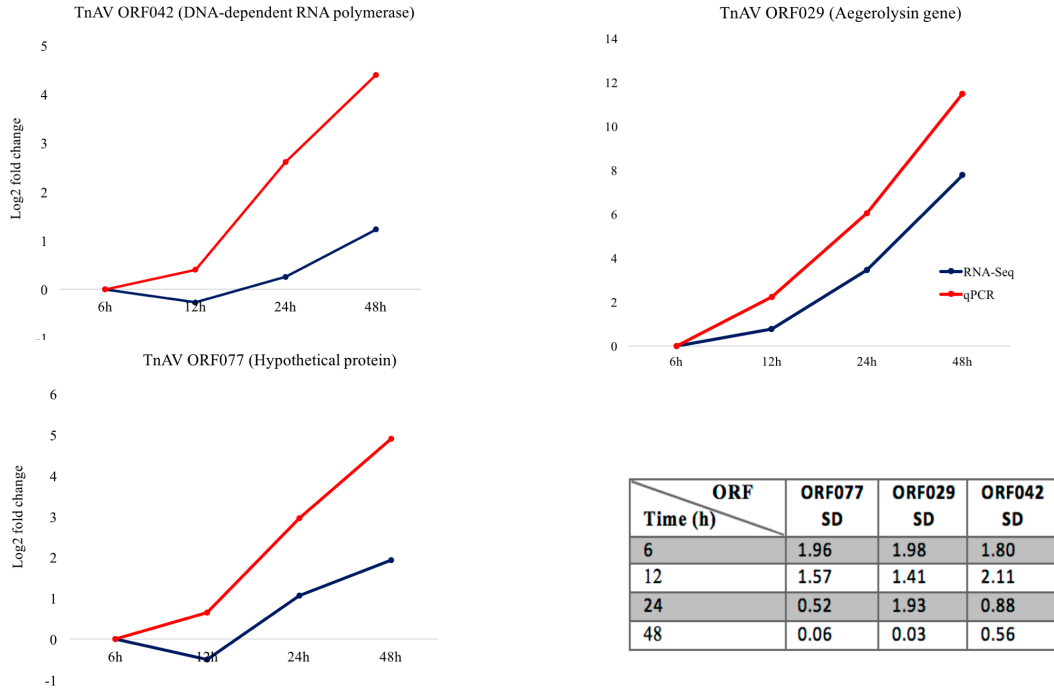 TnAV ORF042 (DNA-dependent RNA polymerase)
5
4
3
2
1
0
-1
Log2 fold change
6h
12h
24h
48h
TnAV ORF029 (Aegerolysin gene)
14
12
10
8
6
4
2
0
6h
12h
24h
48h
RNA-Seq
qPCR
TnAV ORF077 (Hypothetical protein)
6
5
4
3
2
1
0
-1
Log2 fold change
6h
12h
24h
48h
ORF ORF077 ORF029 ORF042
Time (h) SD SD SD
6 1.96 1.98 1.80
12 1.57 1.41 2.11
24 0.52 1.93 0.88
48 0.06 0.03 0.56